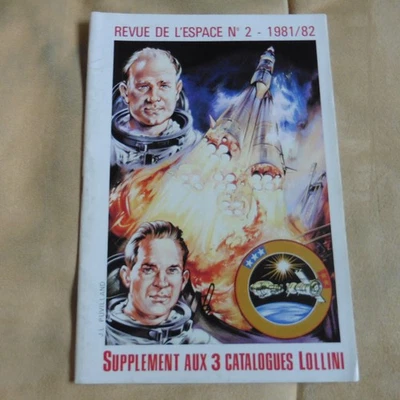 REVUE DE L'ESPACE N° 2 - 1981/82
SUPPLEMENT AUX 3 CATALOGUES LOLLINI